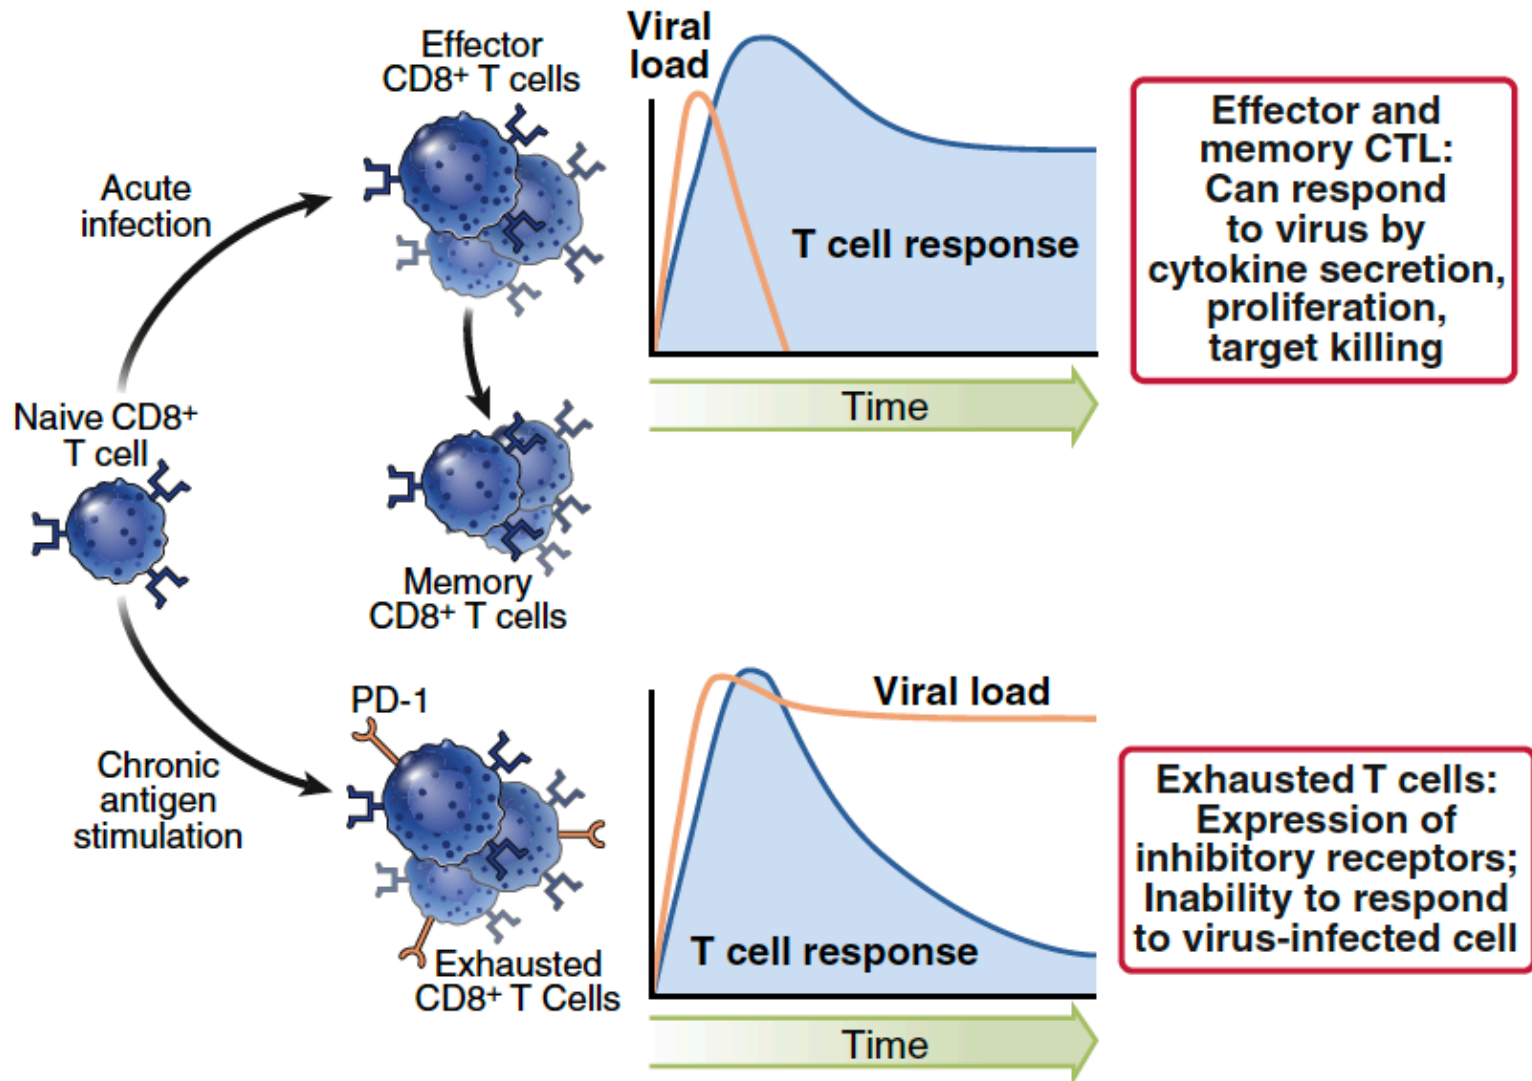 Effector
CD8⁺ T cells
Viral
load
Acute
infection
T cell response
Time
Effector and
memory CTL:
Can respond
to virus by
cytokine secretion,
proliferation,
target killing
Naive CD8⁺
T cell
Memory
CD8⁺ T cells
PD-1
Chronic
antigen
stimulation
Exhausted
CD8⁺ T Cells
Viral load
T cell response
Time
Exhausted T cells:
Expression of
inhibitory receptors;
Inability to respond
to virus-infected cell